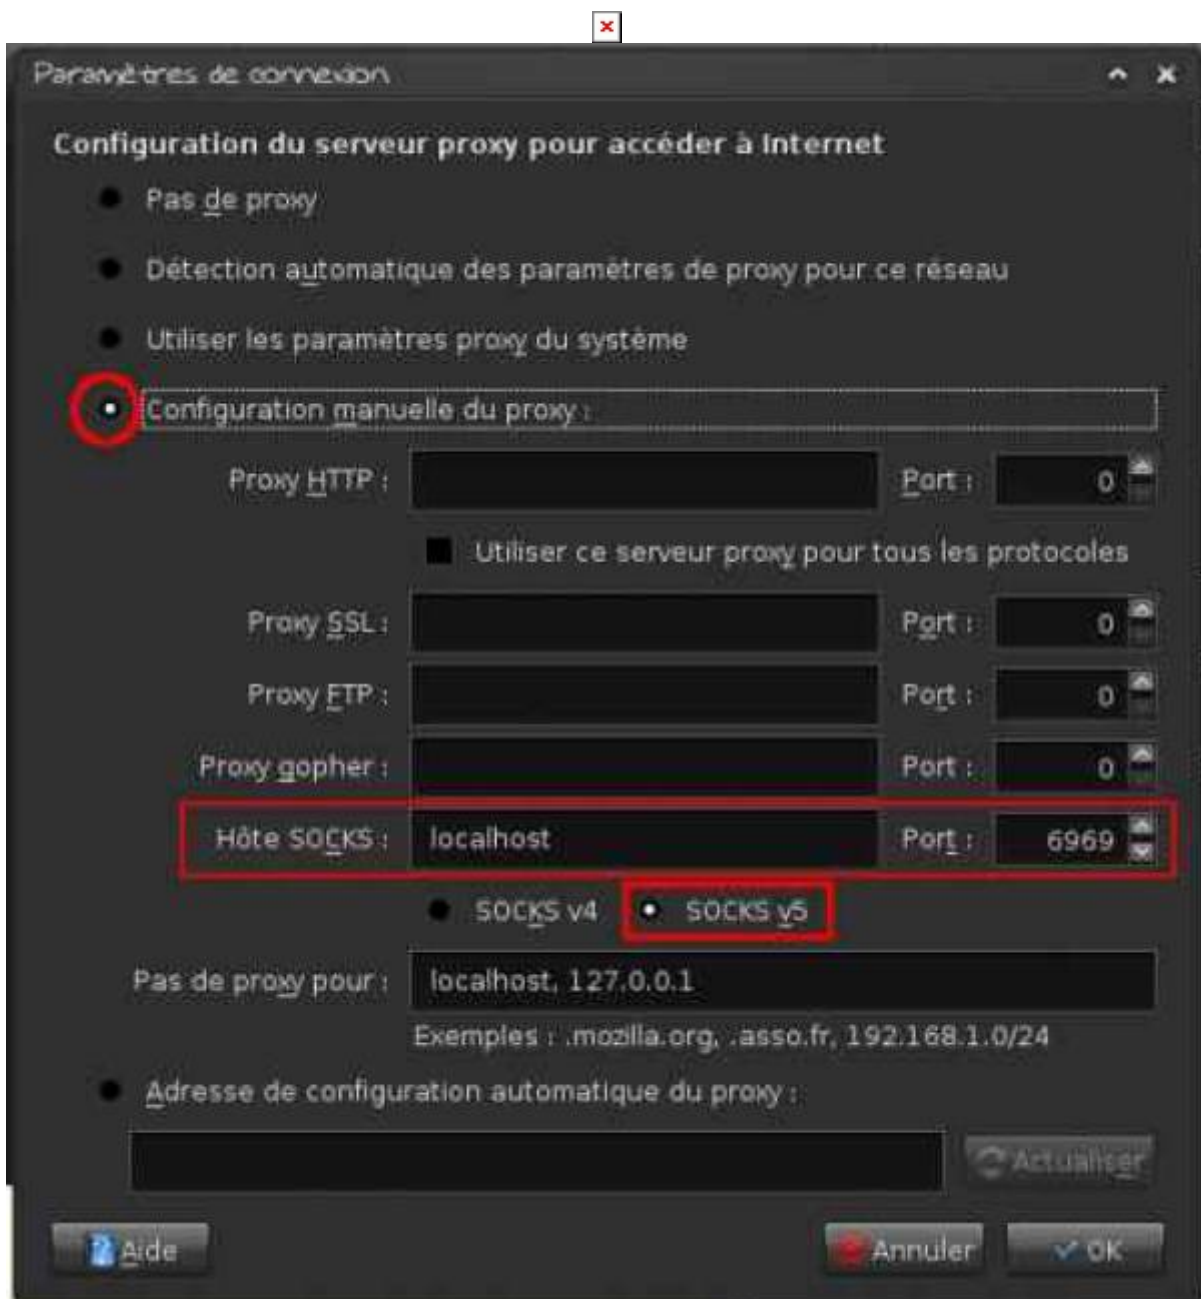 Paramètres de connexion
Configuration du serveur proxy pour accéder à Internet
Pas de proxy
Détection automatique des paramètres de proxy pour ce réseau
Utiliser les paramètres proxy du système
Configuration manuelle du proxy :
Proxy HTTP : Port : 0
Utiliser ce serveur proxy pour tous les protocoles
Proxy SSL : Port : 0
Proxy FTP : Port : 0
Proxy gopher : Port : 0
Hôte SOCKS : localhost Port : 6969
SOCKS v4 SOCKS v5
Pas de proxy pour : localhost, 127.0.0.1
Exemples : .mozilla.org, .asso.fr, 192.168.1.0/24
Adresse de configuration automatique du proxy :
Actualiser
Aide Annuler OK